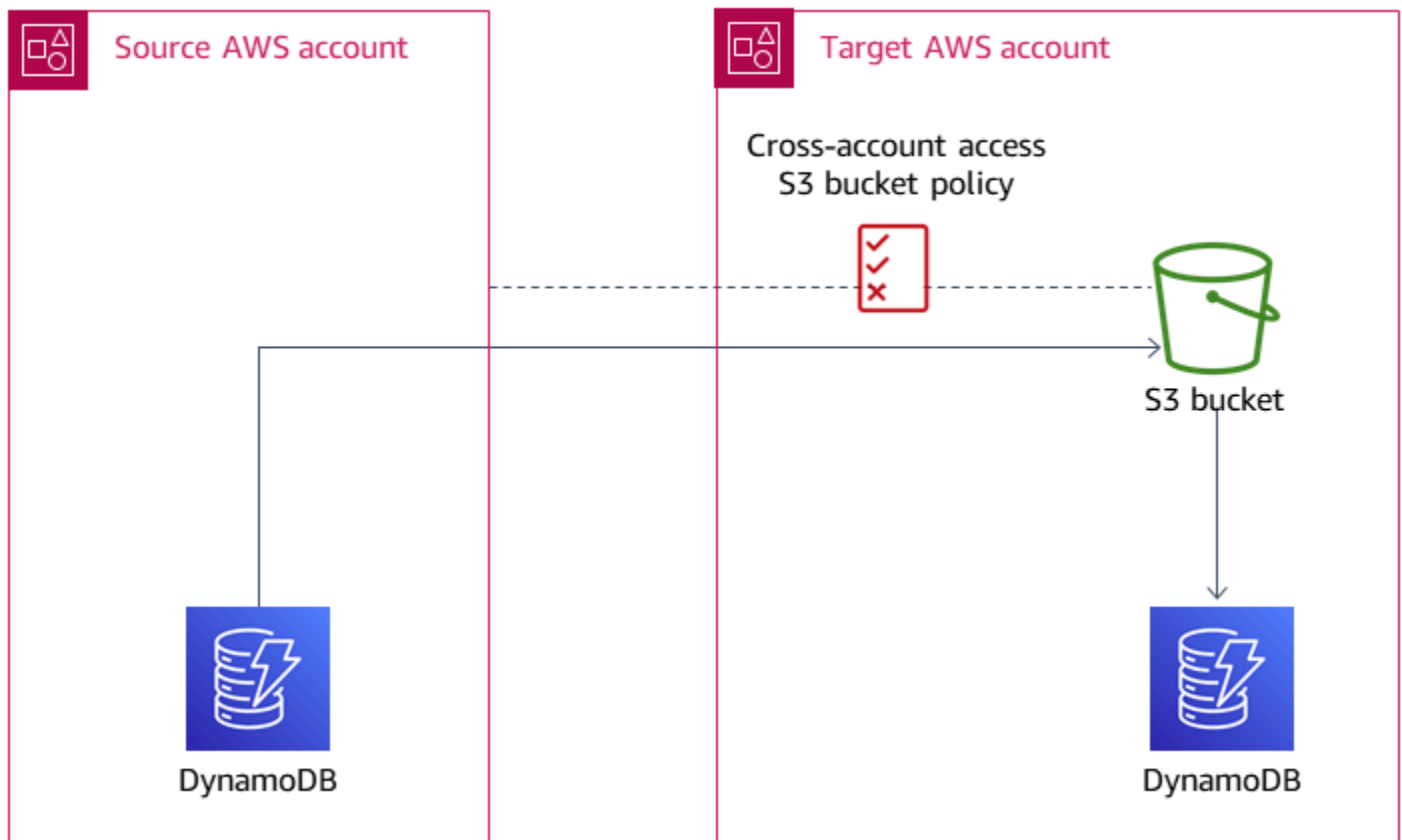 Source AWS account
Target AWS account
Cross-account access
S3 bucket policy
S3 bucket
DynamoDB
DynamoDB